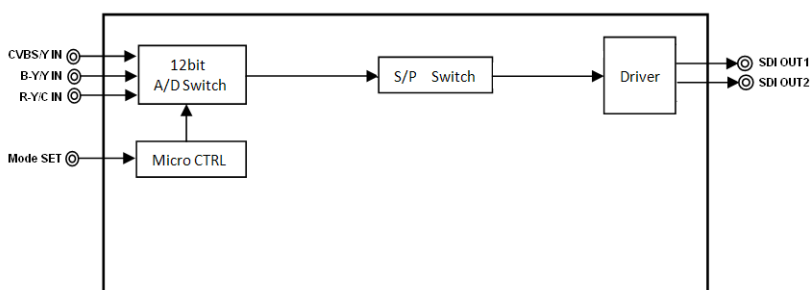 CVBS/Y IN
B-Y/Y IN
R-Y/C IN
12bit
A/D Switch
S/P Switch
Driver
SDI OUT1
SDI OUT2
Mode SET
Micro CTRL